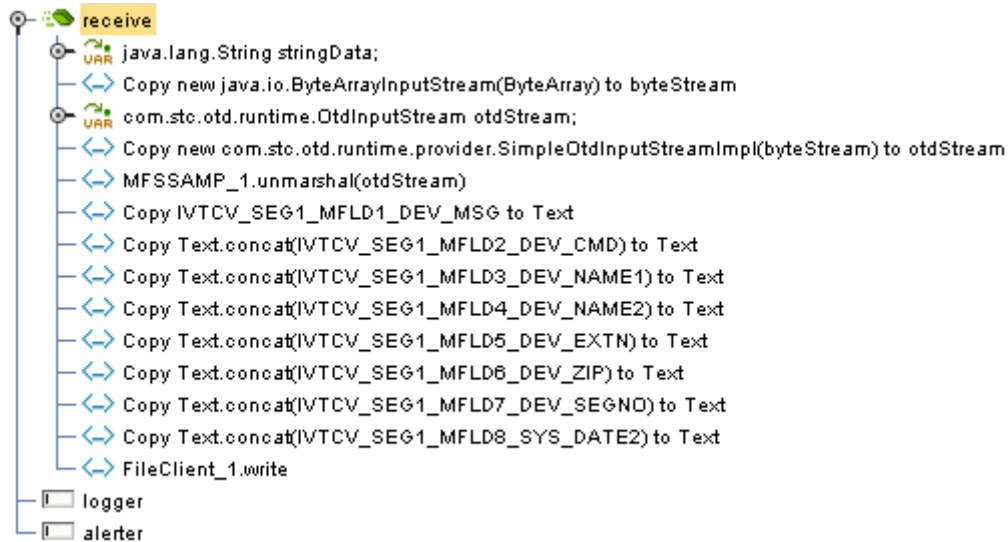 receive
VAR java.lang.String stringData;
Copy new java.io.ByteArrayInputStream(ByteArray) to byteStream
VAR com.stc.otd.runtime.OtdInputStream otdStream;
Copy new com.stc.otd.runtime.provider.SimpleOtdInputStreamImpl(byteStream) to otdStream
MFSSAMP_1.unmarshal(otdStream)
Copy IVTCV_SEG1_MFLD1_DEV_MSG to Text
Copy Text.concat(IVTCV_SEG1_MFLD2_DEV_CMD) to Text
Copy Text.concat(IVTCV_SEG1_MFLD3_DEV_NAME1) to Text
Copy Text.concat(IVTCV_SEG1_MFLD4_DEV_NAME2) to Text
Copy Text.concat(IVTCV_SEG1_MFLD5_DEV_EXTN) to Text
Copy Text.concat(IVTCV_SEG1_MFLD6_DEV_ZIP) to Text
Copy Text.concat(IVTCV_SEG1_MFLD7_DEV_SEGNO) to Text
Copy Text.concat(IVTCV_SEG1_MFLD8_SYS_DATE2) to Text
FileClient_1.write
logger
alerter